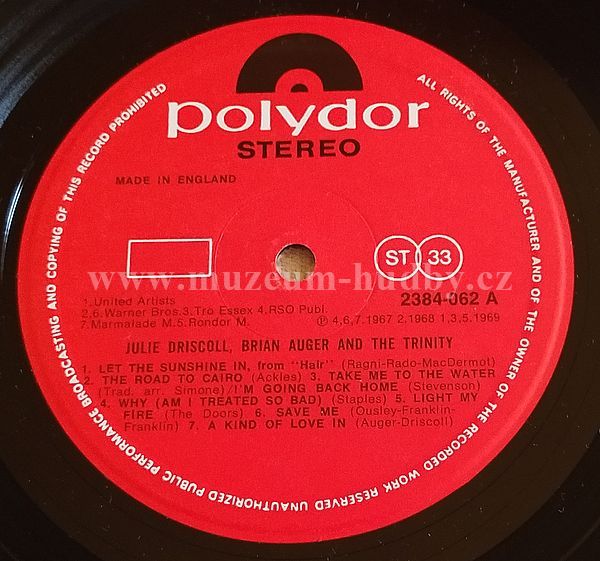 polydor
STEREO
MADE IN ENGLAND
ST 33
2384-062 A
1.United Artists
2,6.Warner Bros.3.Tro Essex 4.RSO Publ.
7.Marmalade M.5.Rondor M.
℗ 4,6,7.1967 2.1968 1,3,5.1969
JULIE DRISCOLL, BRIAN AUGER AND THE TRINITY
1. LET THE SUNSHINE IN, from "Hair" (Ragni-Rado-MacDermot)
2. THE ROAD TO CAIRO (Ackles) 3. TAKE ME TO THE WATER
(Trad. arr. Simone)/I'M GOING BACK HOME (Stevenson)
4. WHY (AM I TREATED SO BAD) (Staples) 5. LIGHT MY
FIRE (The Doors) 6. SAVE ME (Ousley-Franklin-
Franklin) 7. A KIND OF LOVE IN (Auger-Driscoll)
ALL RIGHTS OF THE MANUFACTURER AND OF THE OWNER OF THE RECORDED WORK RESERVED UNAUTHORIZED PUBLIC PERFORMANCE BROADCASTING AND COPYING OF THIS RECORD PROHIBITED
www.muzeum-hudby.cz